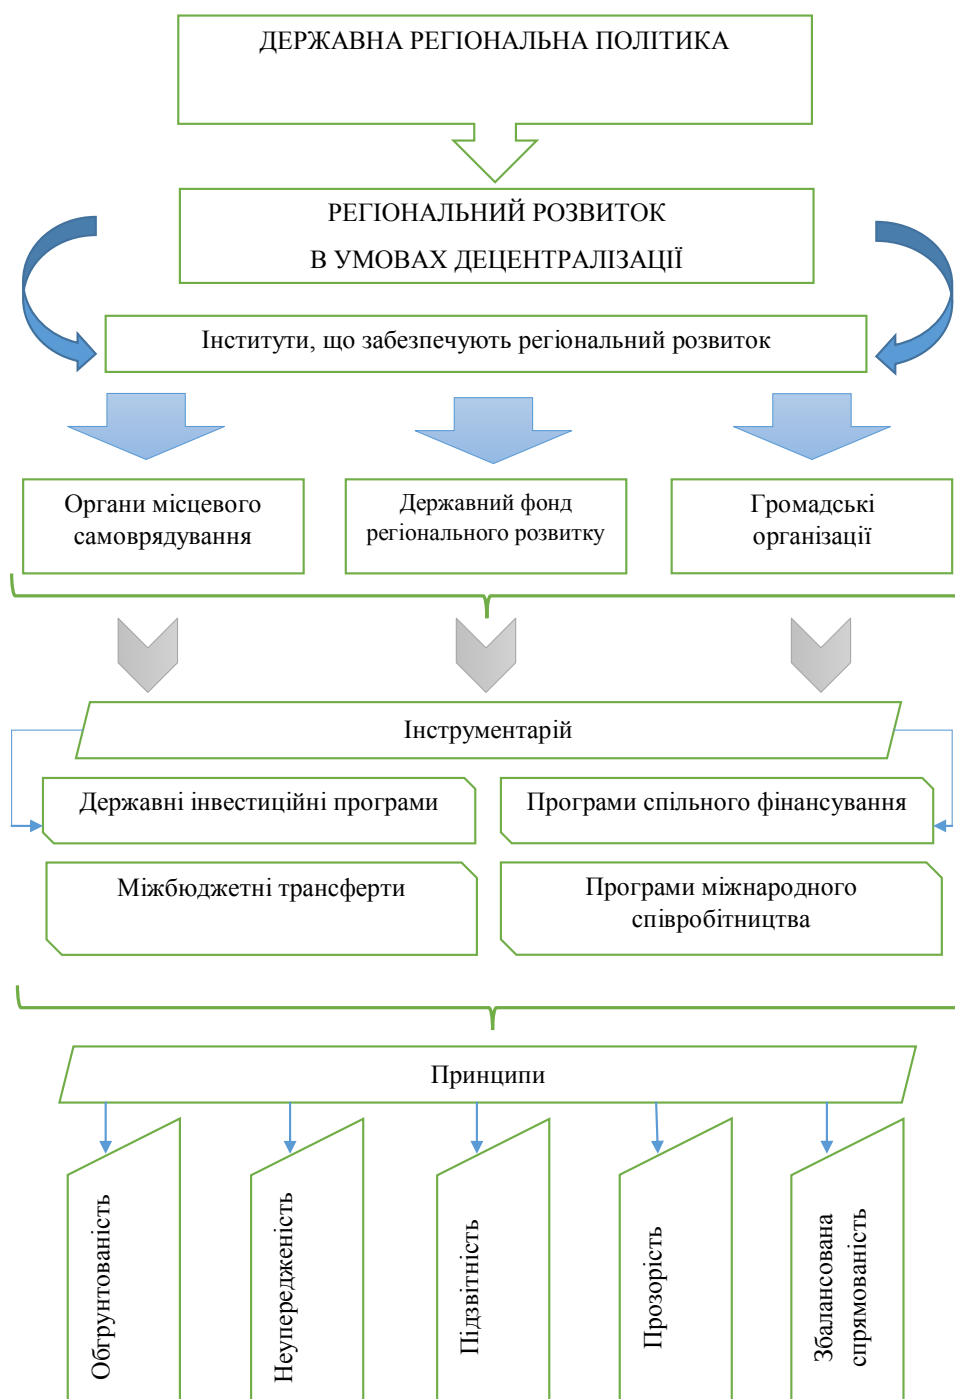 ДЕРЖАВНА РЕГІОНАЛЬНА ПОЛІТИКА
РЕГІОНАЛЬНИЙ РОЗВИТОК
В УМОВАХ ДЕЦЕНТРАЛІЗАЦІЇ
Інститути, що забезпечують регіональний розвиток
Органи місцевого
самоврядування
Державний фонд
регіонального розвитку
Громадські
організації
Інструментарій
Державні інвестиційні програми
Програми спільного фінансування
Міжбюджетні трансферти
Програми міжнародного
співробітництва
Принципи
Обгрунтованість
Неупередженість
Підзвітність
Прозорість
Збалансована
спрямованість